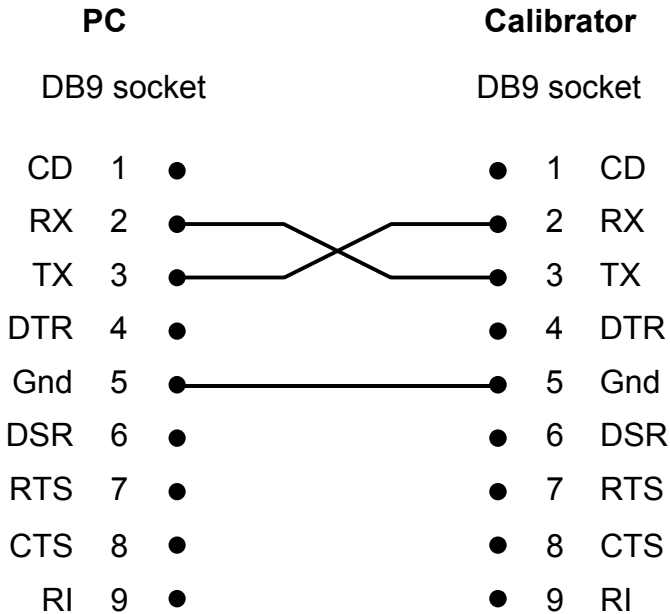 PC Calibrator
DB9 socket DB9 socket
CD 1 1 CD
RX 2 2 RX
TX 3 3 TX
DTR 4 4 DTR
Gnd 5 5 Gnd
DSR 6 6 DSR
RTS 7 7 RTS
CTS 8 8 CTS
RI 9 9 RI